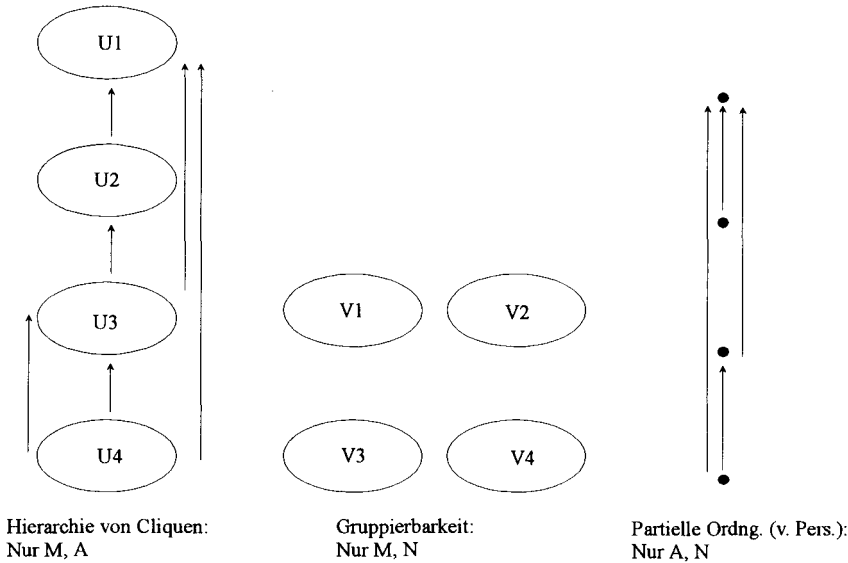 U1
U2
U3
U4
V1
V2
V3
V4
Hierarchie von Cliquen:
Nur M, A
Gruppierbarkeit:
Nur M, N
Partielle Ordng. (v. Pers.):
Nur A, N